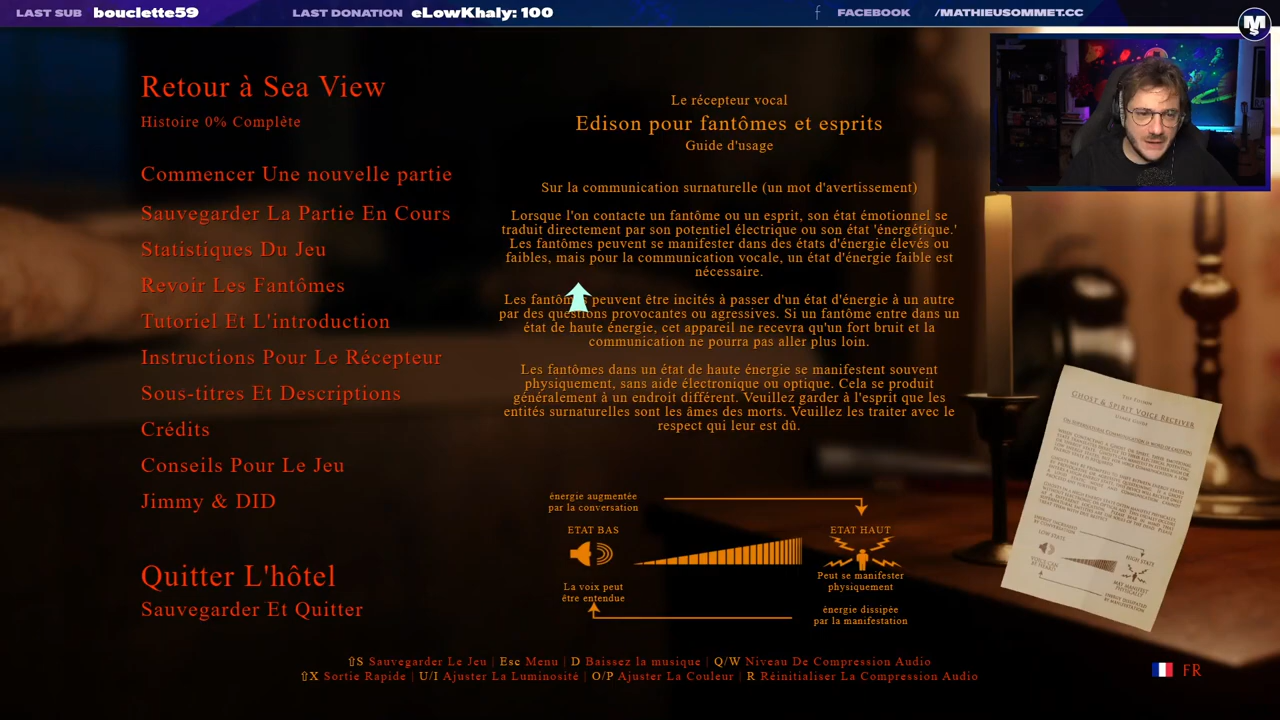 LAST SUB bouclette59 LAST DONATION eLowKhaly: 100 FACEBOOK /MATHIEUSOMMET.CC
Retour à Sea View
Histoire 0% Complète
Commencer Une nouvelle partie
Sauvegarder La Partie En Cours
Statistiques Du Jeu
Revoir Les Fantômes
Tutoriel Et L'introduction
Instructions Pour Le Récepteur
Sous-titres Et Descriptions
Crédits
Conseils Pour Le Jeu
Jimmy & DID
Quitter L'hôtel
Sauvegarder Et Quitter
Le récepteur vocal
Edison pour fantômes et esprits
Guide d'usage
Sur la communication surnaturelle (un mot d'avertissement)
Lorsque l'on contacte un fantôme ou un esprit, son état émotionnel se
traduit directement par son potentiel électrique ou son état 'énergétique.'
Les fantômes peuvent se manifester dans des états d'énergie élevés ou
faibles, mais pour la communication vocale, un état d'énergie faible est
nécessaire.
Les peuvent être incités à passer d'un état d'énergie à un autre
par des questions provocantes ou agressives. Si un fantôme entre dans un
état de haute énergie, cet appareil ne recevra qu'un fort bruit et la
communication ne pourra pas aller plus loin.
Les fantômes dans un état de haute énergie se manifestent souvent
physiquement, sans aide électronique ou optique. Cela se produit
généralement à un endroit différent. Veuillez garder à l'esprit que les
entités surnaturelles sont les âmes des morts. Veuillez les traiter avec le
respect qui leur est dû.
énergie augmentée
par la conversation
ETAT BAS
La voix peut
être entendue
ETAT HAUT
Peut se manifester
physiquement
énergie dissipée
par la manifestation
GHOST & SPIRIT VOICE RECEIVER
LOW STATE
HIGH STATE
⇧S Sauvegarder Le Jeu | Esc Menu | D Baissez la musique | Q/W Niveau De Compression Audio
⇧X Sortie Rapide | U/I Ajuster La Luminosité | O/P Ajuster La Couleur | R Réinitialiser La Compression Audio
FR